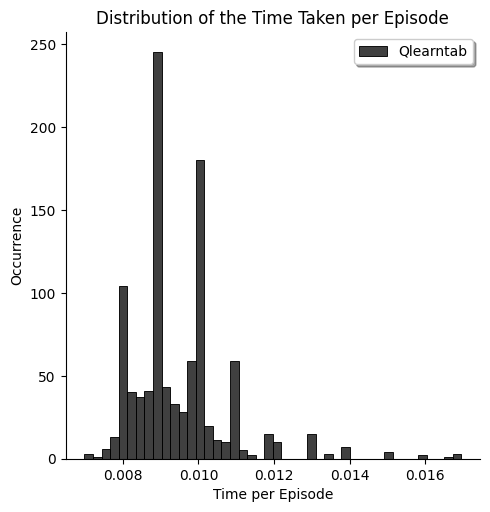 Distribution of the Time Taken per Episode
Qlearntab
250
200
150
100
50
0
Occurrence
0.008 0.010 0.012 0.014 0.016
Time per Episode